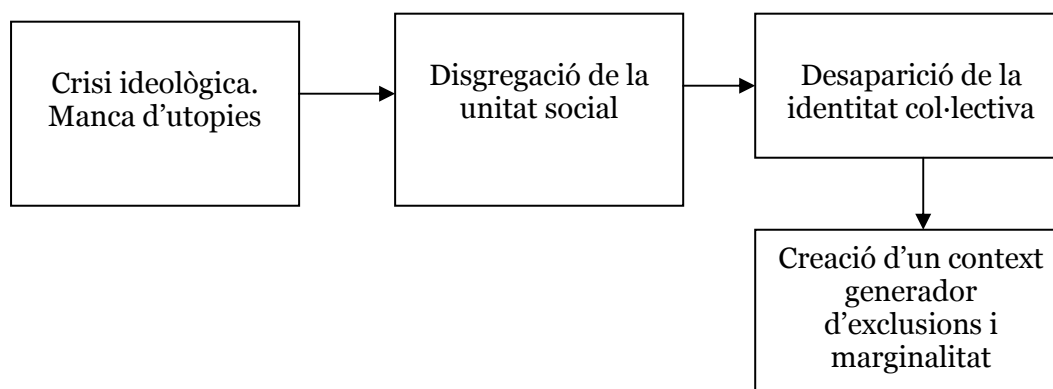 Crisi ideològica.
Manca d’utopies
Disgregació de la
unitat social
Desaparició de la
identitat col·lectiva
Creació d’un context
generador
d’exclusions i
marginalitat